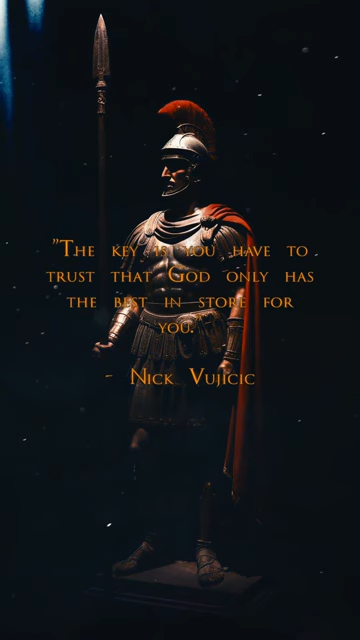 "The key is you have to
trust that God only has
the best in store for
you."
- Nick Vujicic